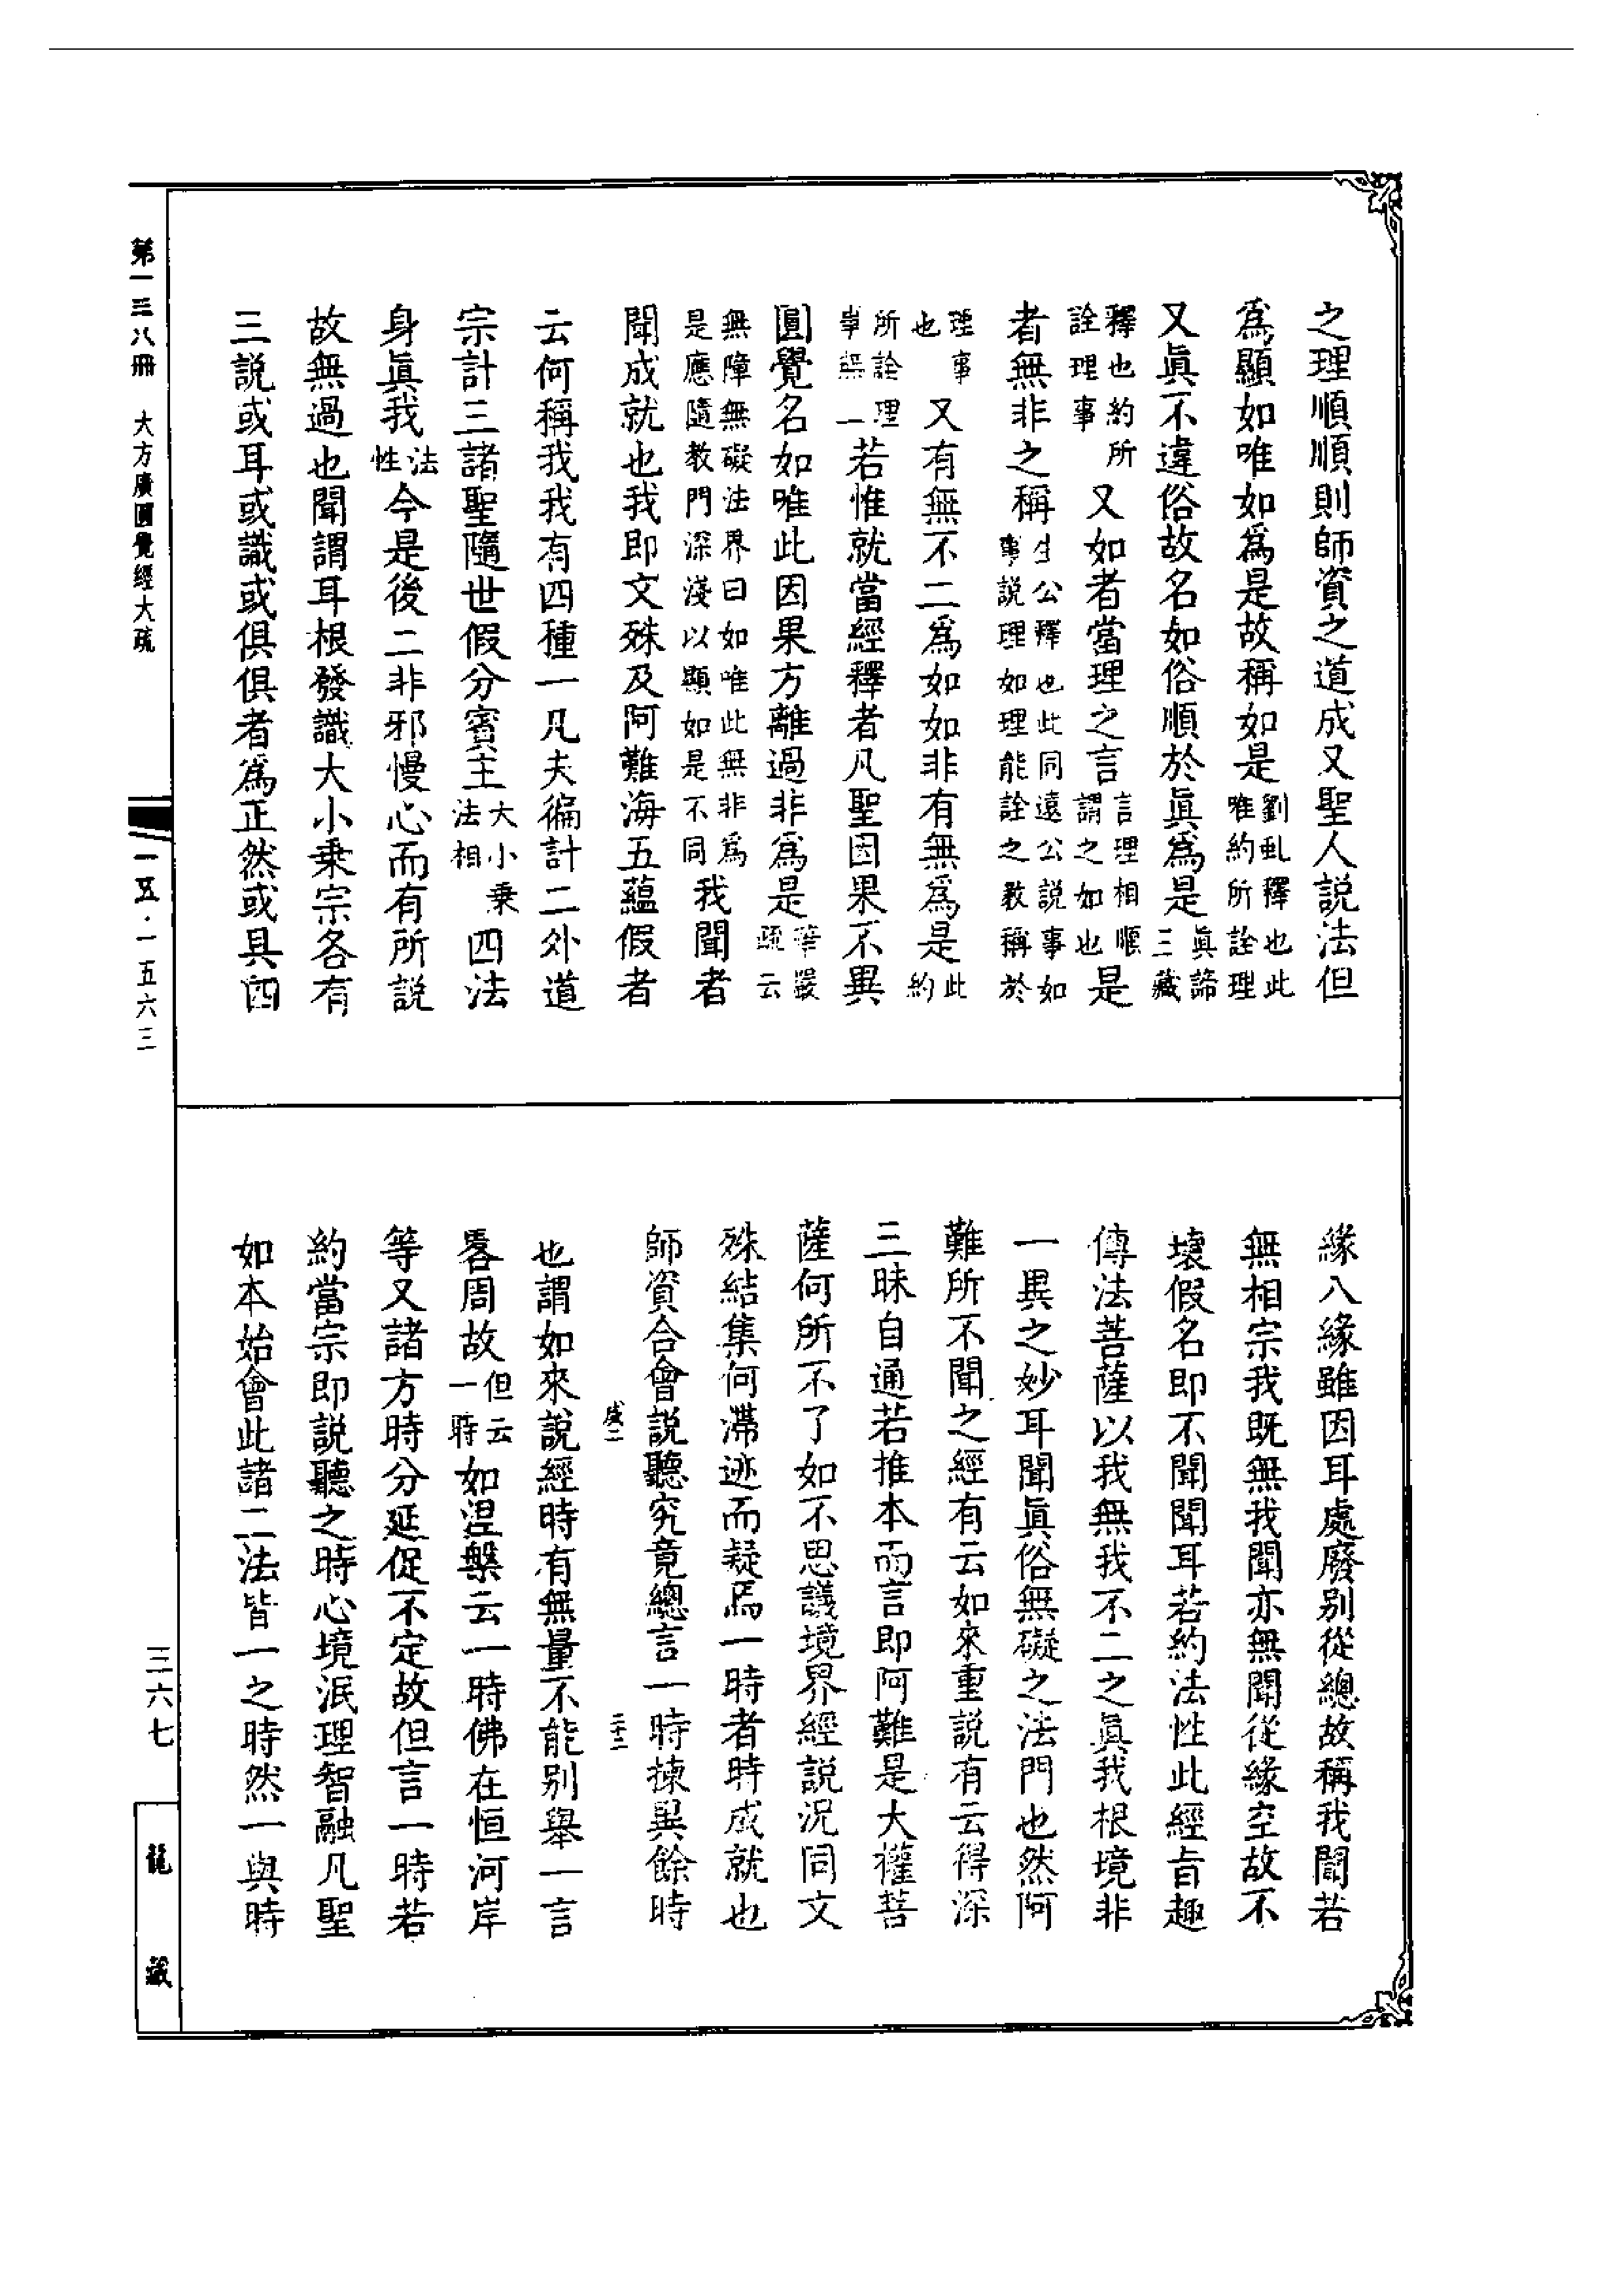 之理順順則師資之道成又聖人説法但
爲顯如唯如爲是故稱如是劉虬釋也此唯約所詮理
又眞不違俗故名如俗順於眞爲是眞諦三藏
釋也約所詮理事又如者當理之言言理相順謂之如也是
者無非之稱生公釋也此同遠公説事如事説理如理能詮之教稱於
理事也又有無不二爲如如非有無爲是此約
所詮理事無二若惟就當經釋者凡聖因果不異
圓覺名如唯此因果方離過非爲是華嚴疏云
無障無礙法界曰如唯此無非爲是應隨教門深淺以顯如是不同我聞者
聞成就也我即文殊及阿難海五蘊假者
云何稱我我有四種一凡夫徧計二外道
宗計三諸聖隨世假分賓主大小乗法相四法
身眞我法性今是後二非邪慢心而有所説
故無過也聞謂耳根發識大小乗宗各有
三説或耳或識或俱俱者爲正然或具四
緣八緣雖因耳處廢别從總故稱我聞若
無相宗我既無我聞亦無聞從緣空故不
壞假名即不聞聞耳若約法性此經旨趣
傳法菩薩以我無我不二之眞我根境非
一異之妙耳聞眞俗無礙之法門也然阿
難所不聞之經有云如來重説有云得深
三昧自通若推本而言即阿難是大權菩
薩何所不了如不思議境界經説況同文
殊結集何滯迹而疑焉一時者時成就也
師資合會説聽究竟總言一時揀異餘時
二十二
也謂如來説經時有無量不能别舉一言
畧周故但云一時如涅槃云一時佛在恒河岸
等又諸方時分延促不定故但言一時若
約當宗即説聽之時心境泯理智融凡聖
如本始會此諸二法皆一之時然一與時
第一三八册 大方廣圓覺經大疏
一五·一五六三
三六七
龍藏